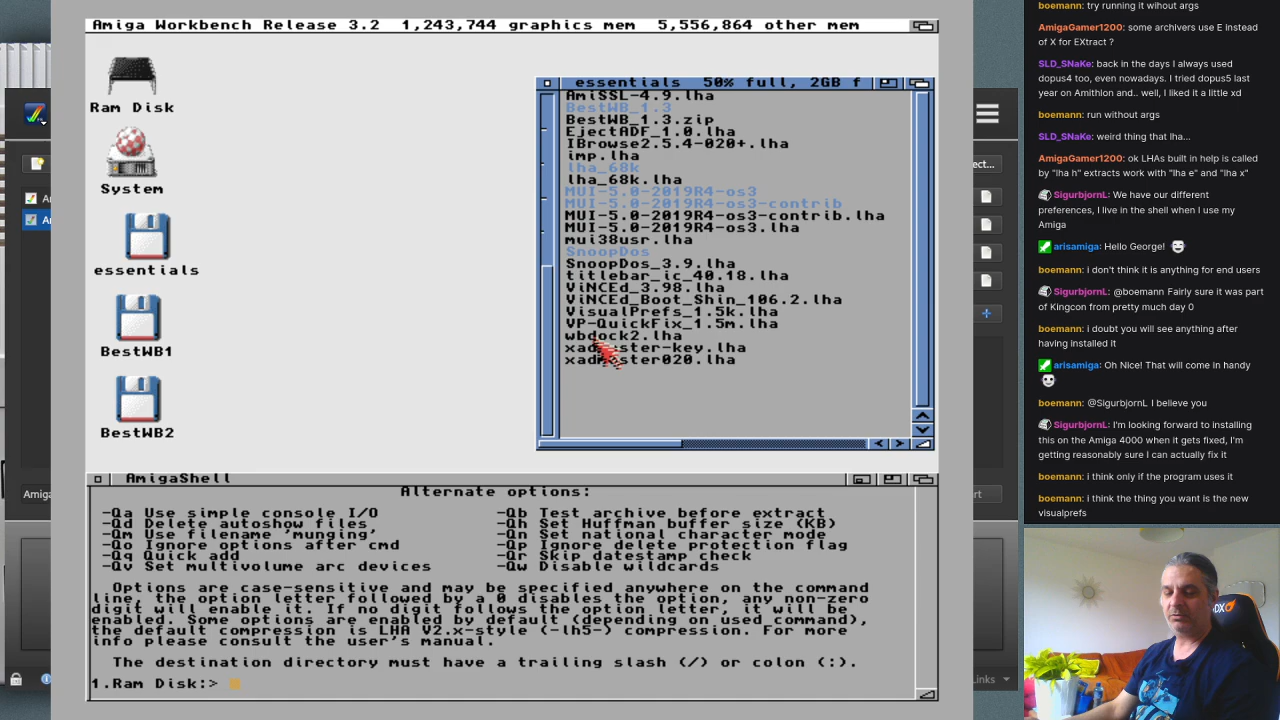 Amiga Workbench Release 3.2 1,243,744 graphics mem 5,556,864 other mem
Ram Disk
System
essentials
BestWB1
BestWB2
essentials 50% full, 2GB f
AmiSSL-4.9.lha
BestWB_1.3
BestWB_1.3.zip
EjectADF_1.0.lha
IBrowse2.5.4-020+.lha
imp.lha
lha_68k
lha_68k.lha
MUI-5.0-2019R4-os3
MUI-5.0-2019R4-os3-contrib
MUI-5.0-2019R4-os3-contrib.lha
MUI-5.0-2019R4-os3.lha
mui38usr.lha
SnoopDos
SnoopDos_3.9.lha
titlebar_ic_40.18.lha
ViNCEd_3.98.lha
ViNCEd_Boot_Shin_106.2.lha
VisualPrefs_1.5k.lha
VP-QuickFix_1.5m.lha
wbdock2.lha
xadmaster-key.lha
xadmaster020.lha
AmigaShell
Alternate options:
-Qa Use simple console I/O -Qb Test archive before extract
-Qd Delete autoshow files -Qh Set Huffman buffer size (KB)
-Qm Use filename 'munging' -Qn Set national character mode
-Qo Ignore options after cmd -Qp Ignore delete protection flag
-Qq Quick add -Qr Skip datestamp check
-Qv Set multivolume arc devices -Qw Disable wildcards
Options are case-sensitive and may be specified anywhere on the command
line, the option letter followed by a 0 disables the option, any non-zero
digit will enable it. If no digit follows the option letter, it will be
enabled. Some options are enabled by default (depending on used command),
the default compression is LHA V2.x-style (-lh5-) compression. For more
info please consult the user's manual.
The destination directory must have a trailing slash (/) or colon (:).
1.Ram Disk:>
Amiga
ect...
rt
Links
boemann: try running it wihout args
AmigaGamer1200: some archivers use E instead
of X for EXtract ?
SLD_SNaKe: back in the days I always used
dopus4 too, even nowadays. I tried dopus5 last
year on Amithlon and.. well, I liked it a little xd
boemann: run without args
SLD_SNaKe: weird thing that lha...
AmigaGamer1200: ok LHAs built in help is called
by "lha h" extracts work with "lha e" and "lha x"
SigurbjornL: We have our different
preferences, I live in the shell when I use my
Amiga
arisamiga: Hello George!
boemann: i don't think it is anything for end users
SigurbjornL: @boemann Fairly sure it was part
of Kingcon from pretty much day 0
boemann: i doubt you will see anything after
having installed it
arisamiga: Oh Nice! That will come in handy
boemann: @SigurbjornL I believe you
SigurbjornL: I'm looking forward to installing
this on the Amiga 4000 when it gets fixed, I'm
getting reasonably sure I can actually fix it
boemann: i think only if the program uses it
boemann: i think the thing you want is the new
visualprefs